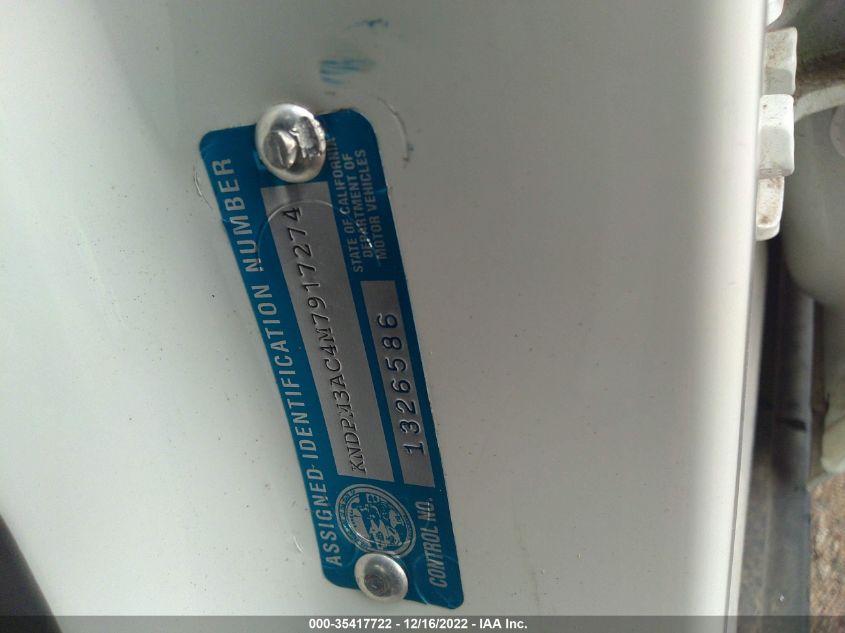 ASSIGNED IDENTIFICATION NUMBER
KNDPM3AC4M7917274
STATE OF CALIFORNIA
DEPARTMENT OF
MOTOR VEHICLES
CONTROL NO.
1326586
000-35417722 - 12/16/2022 - IAA Inc.